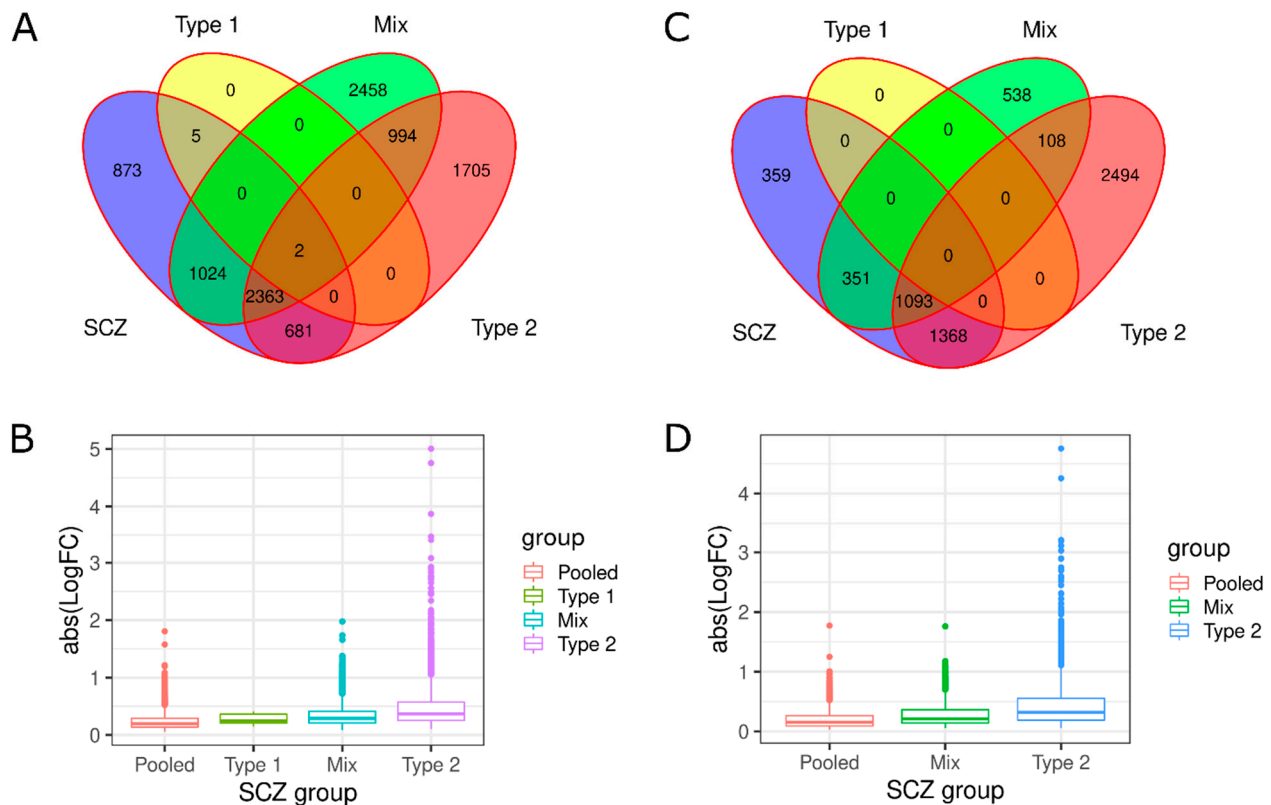 A
Type 1
Mix
0
2458
5
0
994
873
1705
0
0
2
1024
0
2363
0
SCZ
681
Type 2
C
Type 1
Mix
0
538
0
0
108
359
2494
0
0
0
351
0
1093
0
SCZ
1368
Type 2
B
5
4
3
2
1
0
abs(LogFC)
Pooled
Type 1
Mix
Type 2
SCZ group
group
Pooled
Type 1
Mix
Type 2
D
4
3
2
1
0
abs(LogFC)
Pooled
Mix
Type 2
SCZ group
group
Pooled
Mix
Type 2